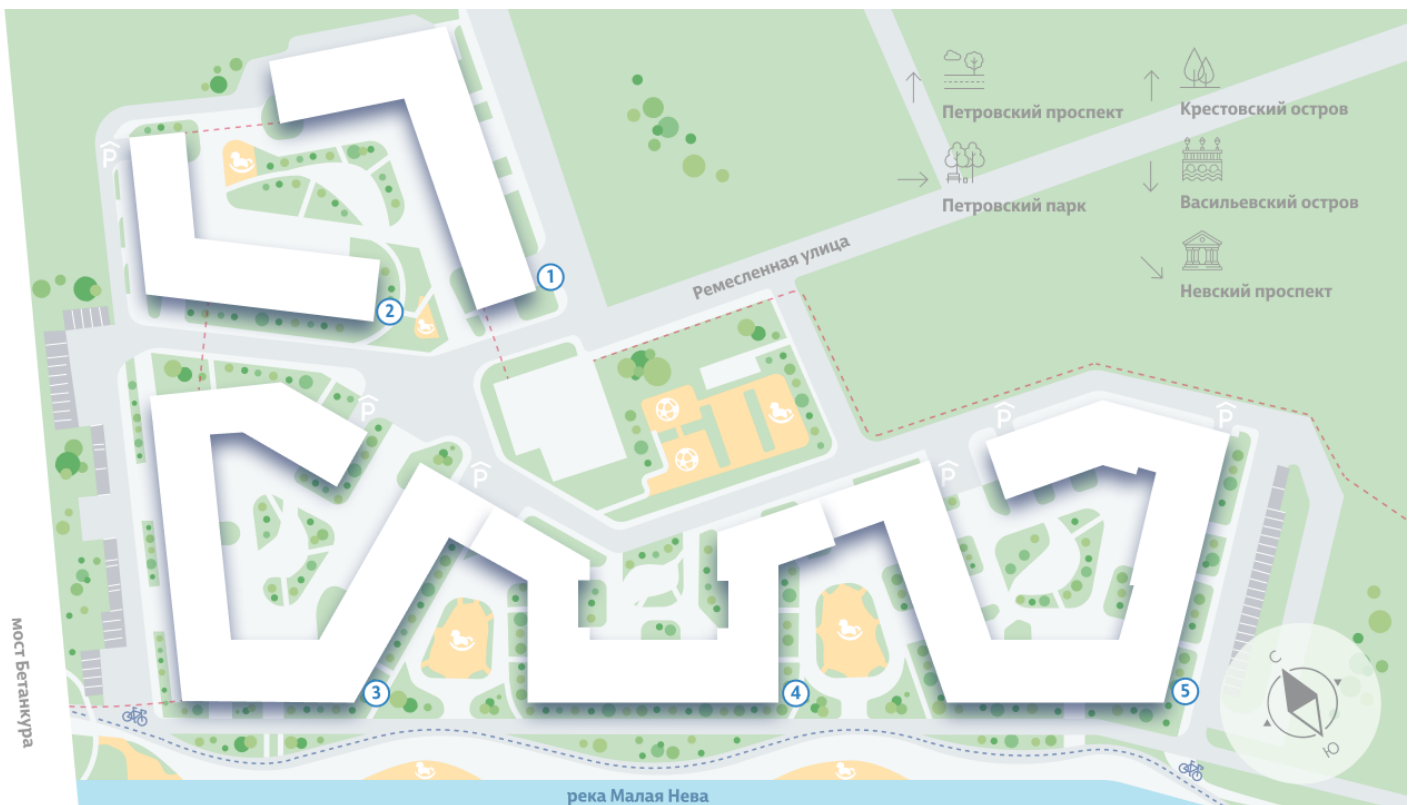 Петровский проспект
Крестовский остров
Петровский парк
Васильевский остров
Невский проспект
Ремесленная улица
P
1
2
P
P
P
P
P
3
4
5
мост Бетанкура
С
Ю
река Малая Нева